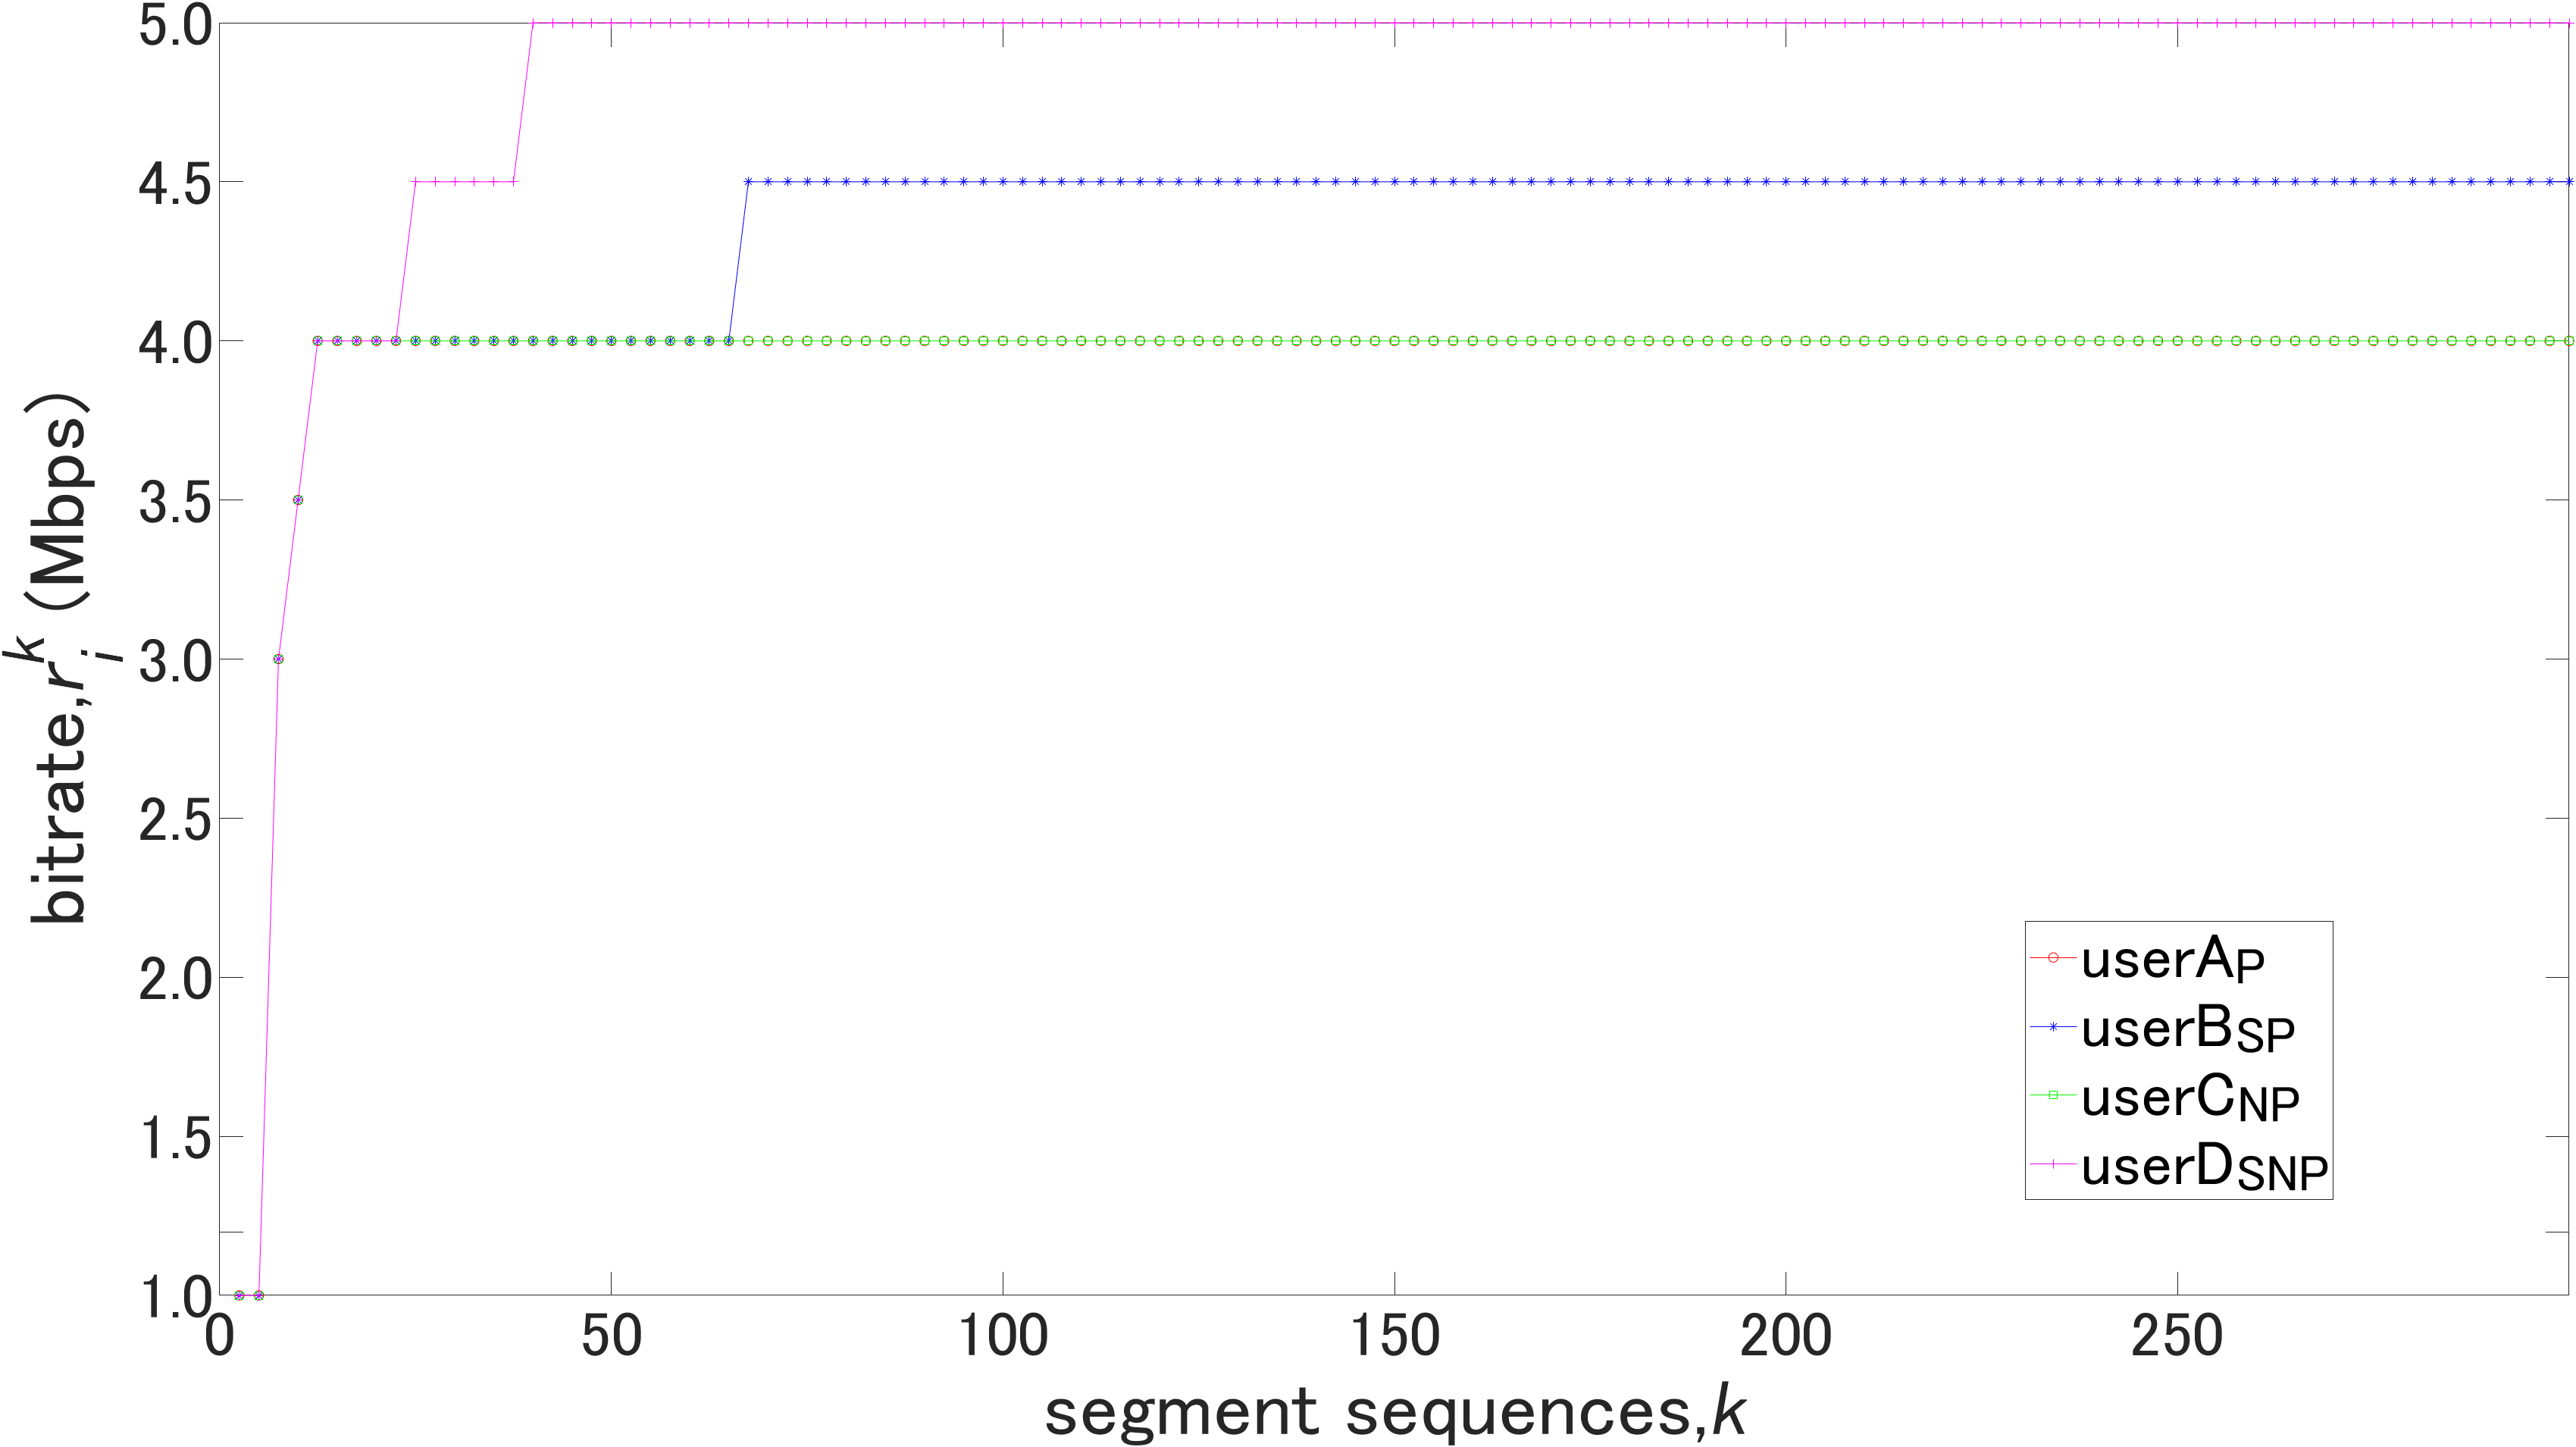 5.0
4.5
4.0
3.5
3.0
2.5
2.0
1.5
1.0
0 50 100 150 200 250
bitrate,r_i^k (Mbps)
segment sequences,k
userAP
userBSP
userCNP
userDSNP